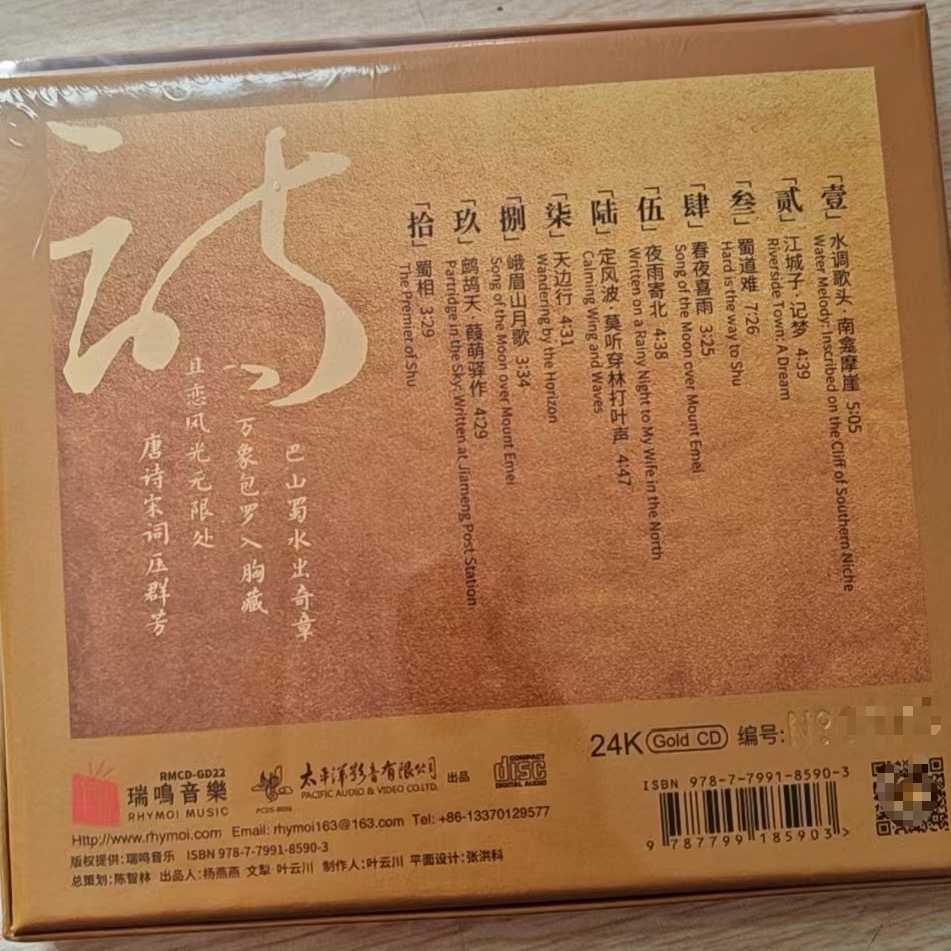 「壹」 水调歌头·南龛摩崖 5:05
Water Melody: Inscribed on the Cliff of Southern Niche
「贰」 江城子·记梦 4:39
Riverside Town: A Dream
「叁」 蜀道难 7:26
Hard is the way to Shu
「肆」 春夜喜雨 3:25
Song of the Moon over Mount Emei
「伍」 夜雨寄北 4:38
Written on a Rainy Night to My Wife in the North
「陆」 定风波·莫听穿林打叶声 4:47
Calming Wing and Waves
「柒」 天边行 4:31
Wandering by the Horizon
「捌」 峨眉山月歌 3:34
Song of the Moon over Mount Emei
「玖」 鹧鸪天·葭萌驿作 4:29
Partridge in the Sky: Written at Jiameng Post Station
「拾」 蜀相 3:29
The Premier of Shu
巴山蜀水出奇章
万象包罗入胸藏
且恋风光无限处
唐诗宋词压群芳
24K Gold CD 编号:
RMCD-GD22
瑞鸣音樂
RHYMOI MUSIC
太平洋影音有限公司 出品
PACIFIC AUDIO & VIDEO CO.LTD.
COMPACT
disc
DIGITAL AUDIO
Http://www.rhymoi.com Email: rhymoi163@163.com Tel: +86-13370129577
版权提供:瑞鸣音乐 ISBN 978-7-7991-8590-3
总策划:陈智林 出品人:杨燕燕 文犁 叶云川 制作人:叶云川 平面设计:张洪科
ISBN 978-7-7991-8590-3
9 787799 185903 >